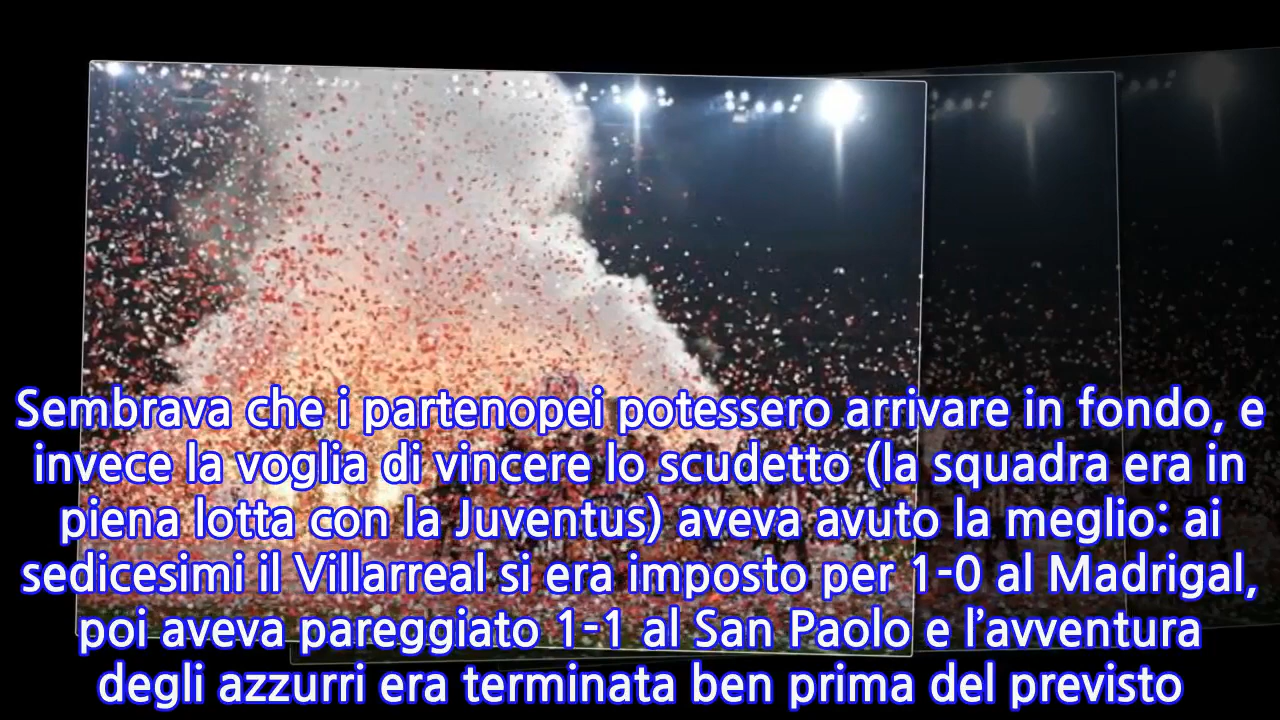 Sembrava che i partenopei potessero arrivare in fondo, e
invece la voglia di vincere lo scudetto (la squadra era in
piena lotta con la Juventus) aveva avuto la meglio: ai
sedicesimi il Villarreal si era imposto per 1-0 al Madrigal,
poi aveva pareggiato 1-1 al San Paolo e l’avventura
degli azzurri era terminata ben prima del previsto